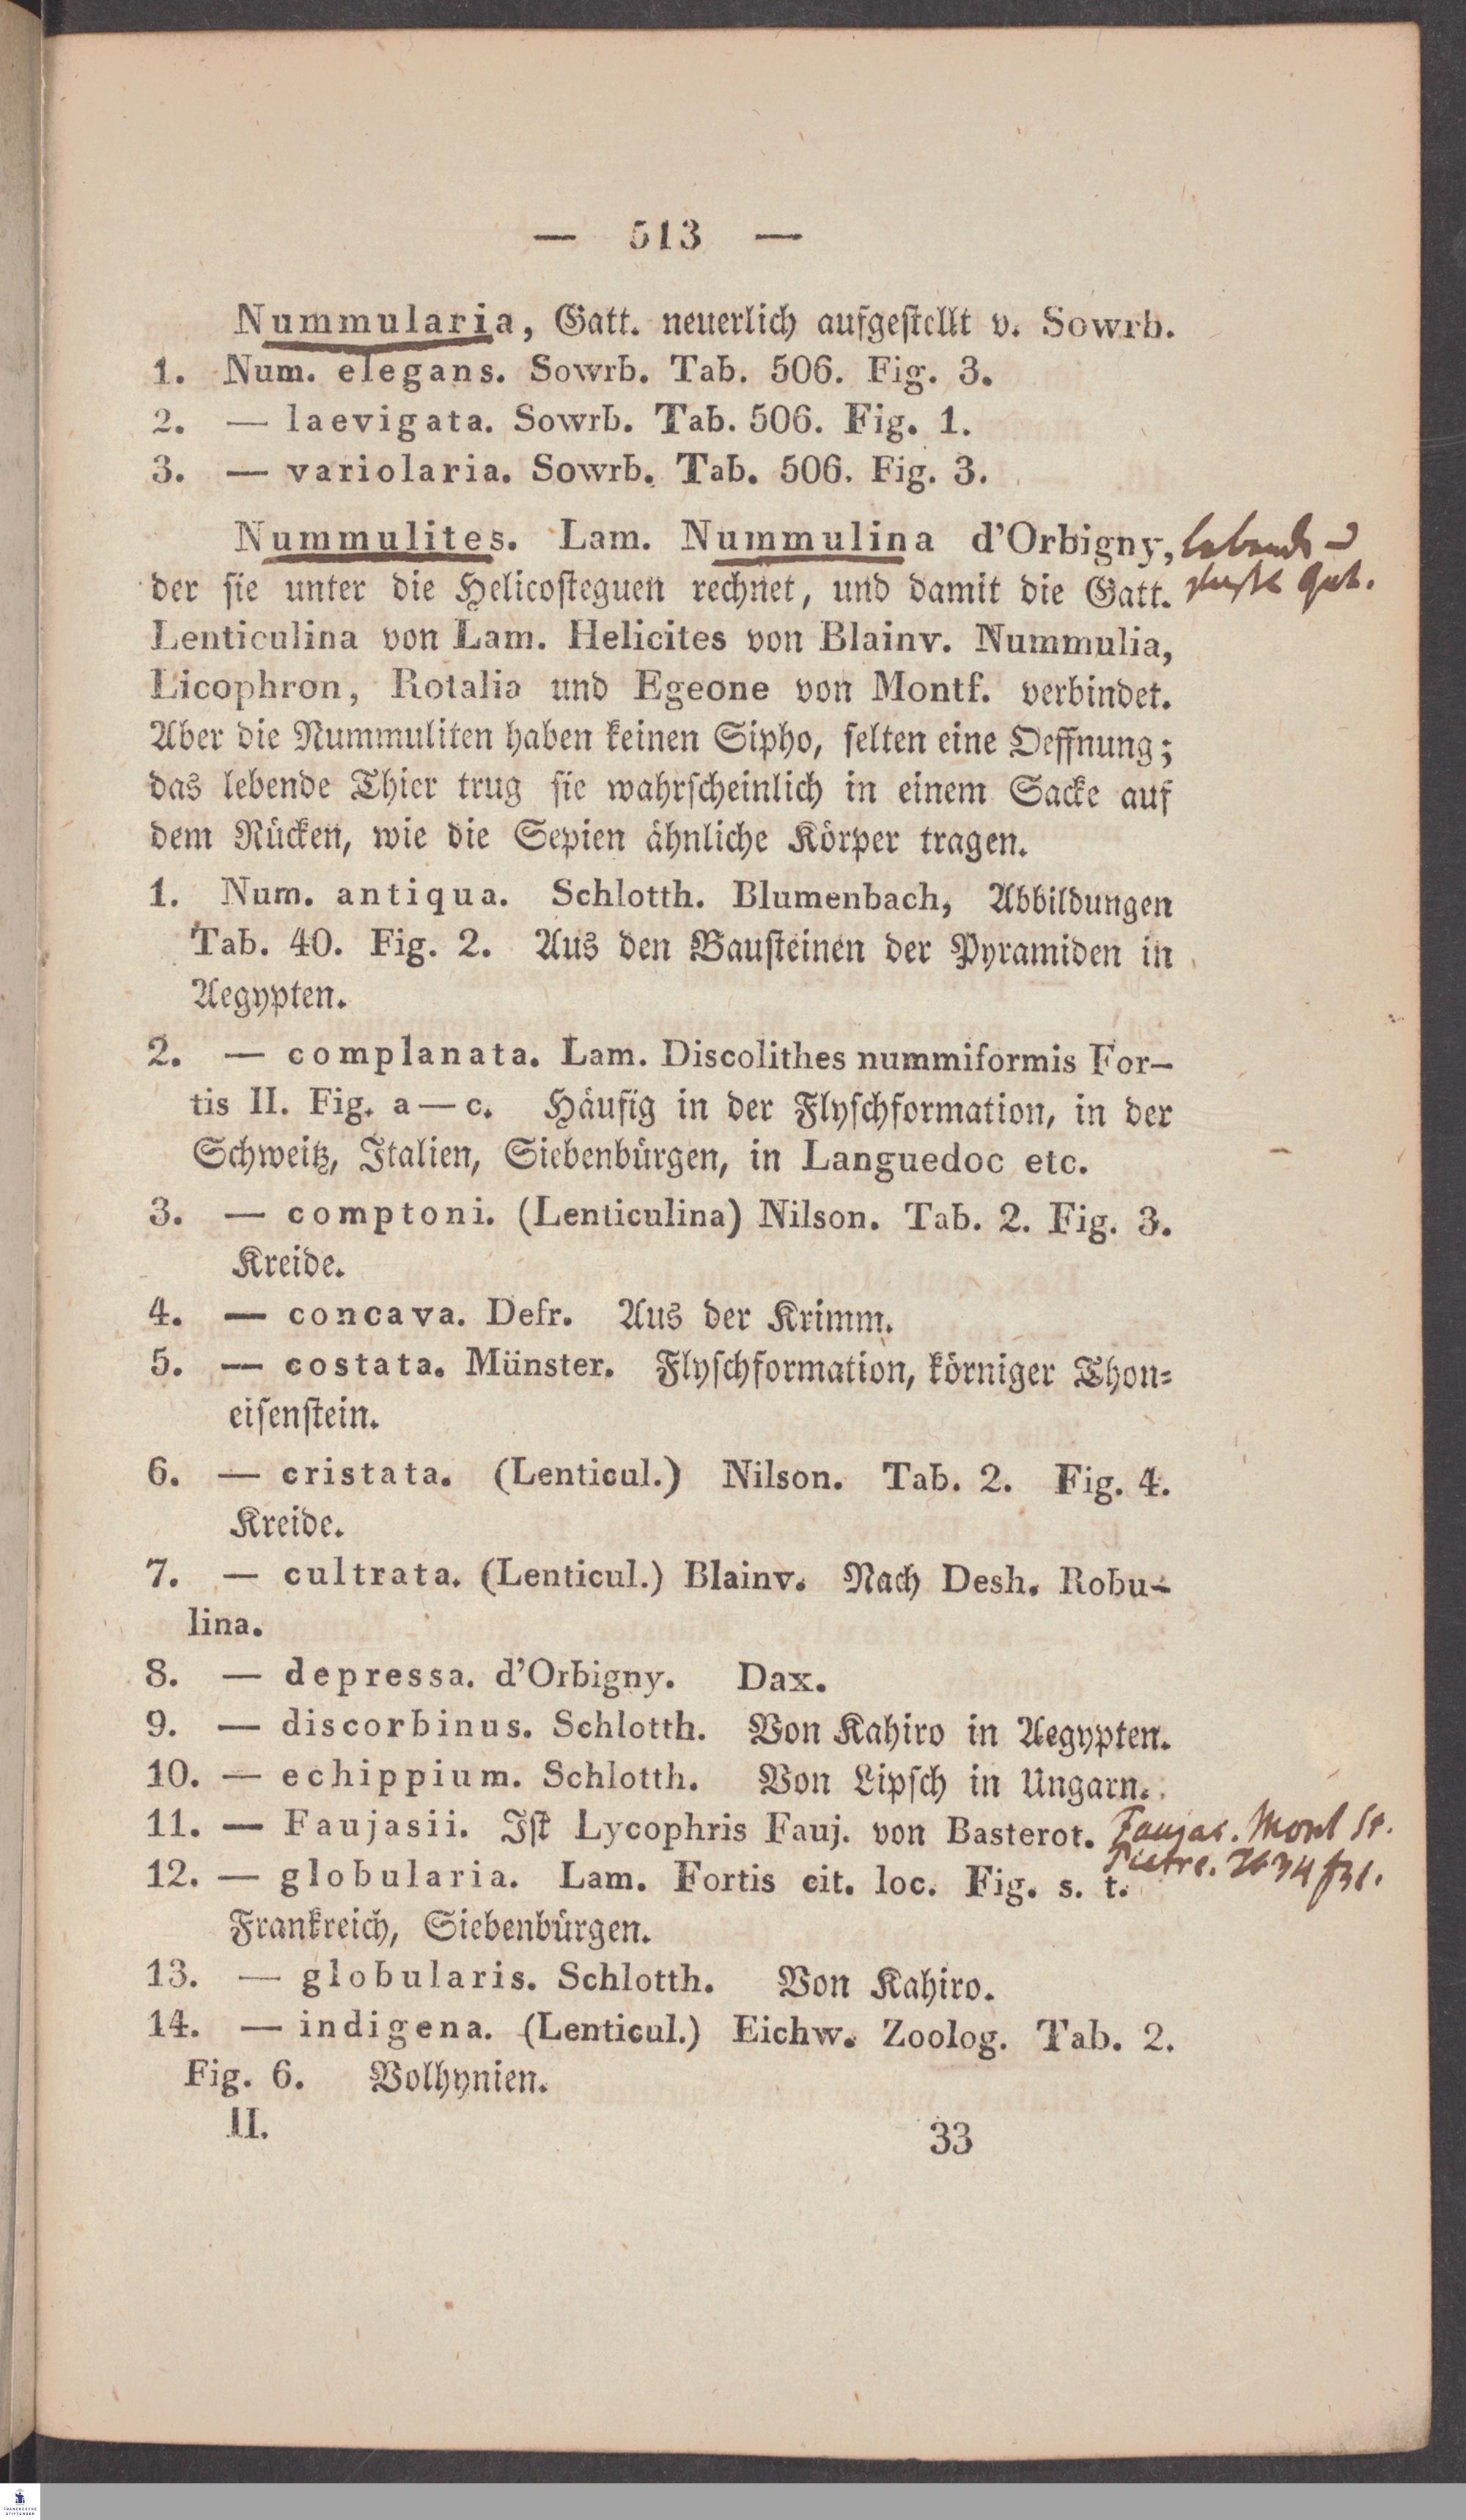 — 513 —
Nummularia, Gatt. neuerlich aufgestellt v. Sowrb.
1. Num. elegans. Sowrb. Tab. 506. Fig. 3.
2. — laevigata. Sowrb. Tab. 506. Fig. 1.
3. — variolaria. Sowrb. Tab. 506. Fig. 3.
Nummulites. Lam. Nummulina d'Orbigny,
der sie unter die Helicosteguen rechnet, und damit die Gatt.
Lenticulina von Lam. Helicites von Blainv. Nummulia,
Licophron, Rotalia und Egeone von Montf. verbindet.
Aber die Nummuliten haben keinen Sipho, selten eine Oeffnung;
das lebende Thier trug sie wahrscheinlich in einem Sacke auf
dem Rücken, wie die Sepien ähnliche Körper tragen.
1. Num. antiqua. Schlotth. Blumenbach, Abbildungen
Tab. 40. Fig. 2. Aus den Bausteinen der Pyramiden in
Aegypten.
2. — complanata. Lam. Discolithes nummiformis For-
tis II. Fig. a — c. Häufig in der Flyschformation, in der
Schweitz, Italien, Siebenbürgen, in Languedoc etc.
3. — comptoni. (Lenticulina) Nilson. Tab. 2. Fig. 3.
Kreide.
4. — concava. Defr. Aus der Krimm.
5. — costata. Münster. Flyschformation, körniger Thon-
eisenstein.
6. — cristata. (Lenticul.) Nilson. Tab. 2. Fig. 4.
Kreide.
7. — cultrata. (Lenticul.) Blainv. Nach Desh. Robu-
lina.
8. — depressa. d'Orbigny. Dax.
9. — discorbinus. Schlotth. Von Kahiro in Aegypten.
10. — echippium. Schlotth. Von Lipsch in Ungarn.
11. — Faujasii. Ist Lycophris Fauj. von Basterot. Faujas. Mont St.
Pietre. 34
12. — globularia. Lam. Fortis cit. loc. Fig. s. t.
Frankreich, Siebenbürgen.
13. — globularis. Schlotth. Von Kahiro.
14. — indigena. (Lenticul.) Eichw. Zoolog. Tab. 2.
Fig. 6. Volhynien.
II. 33
FRANCKESCHE
STIFTUNGEN